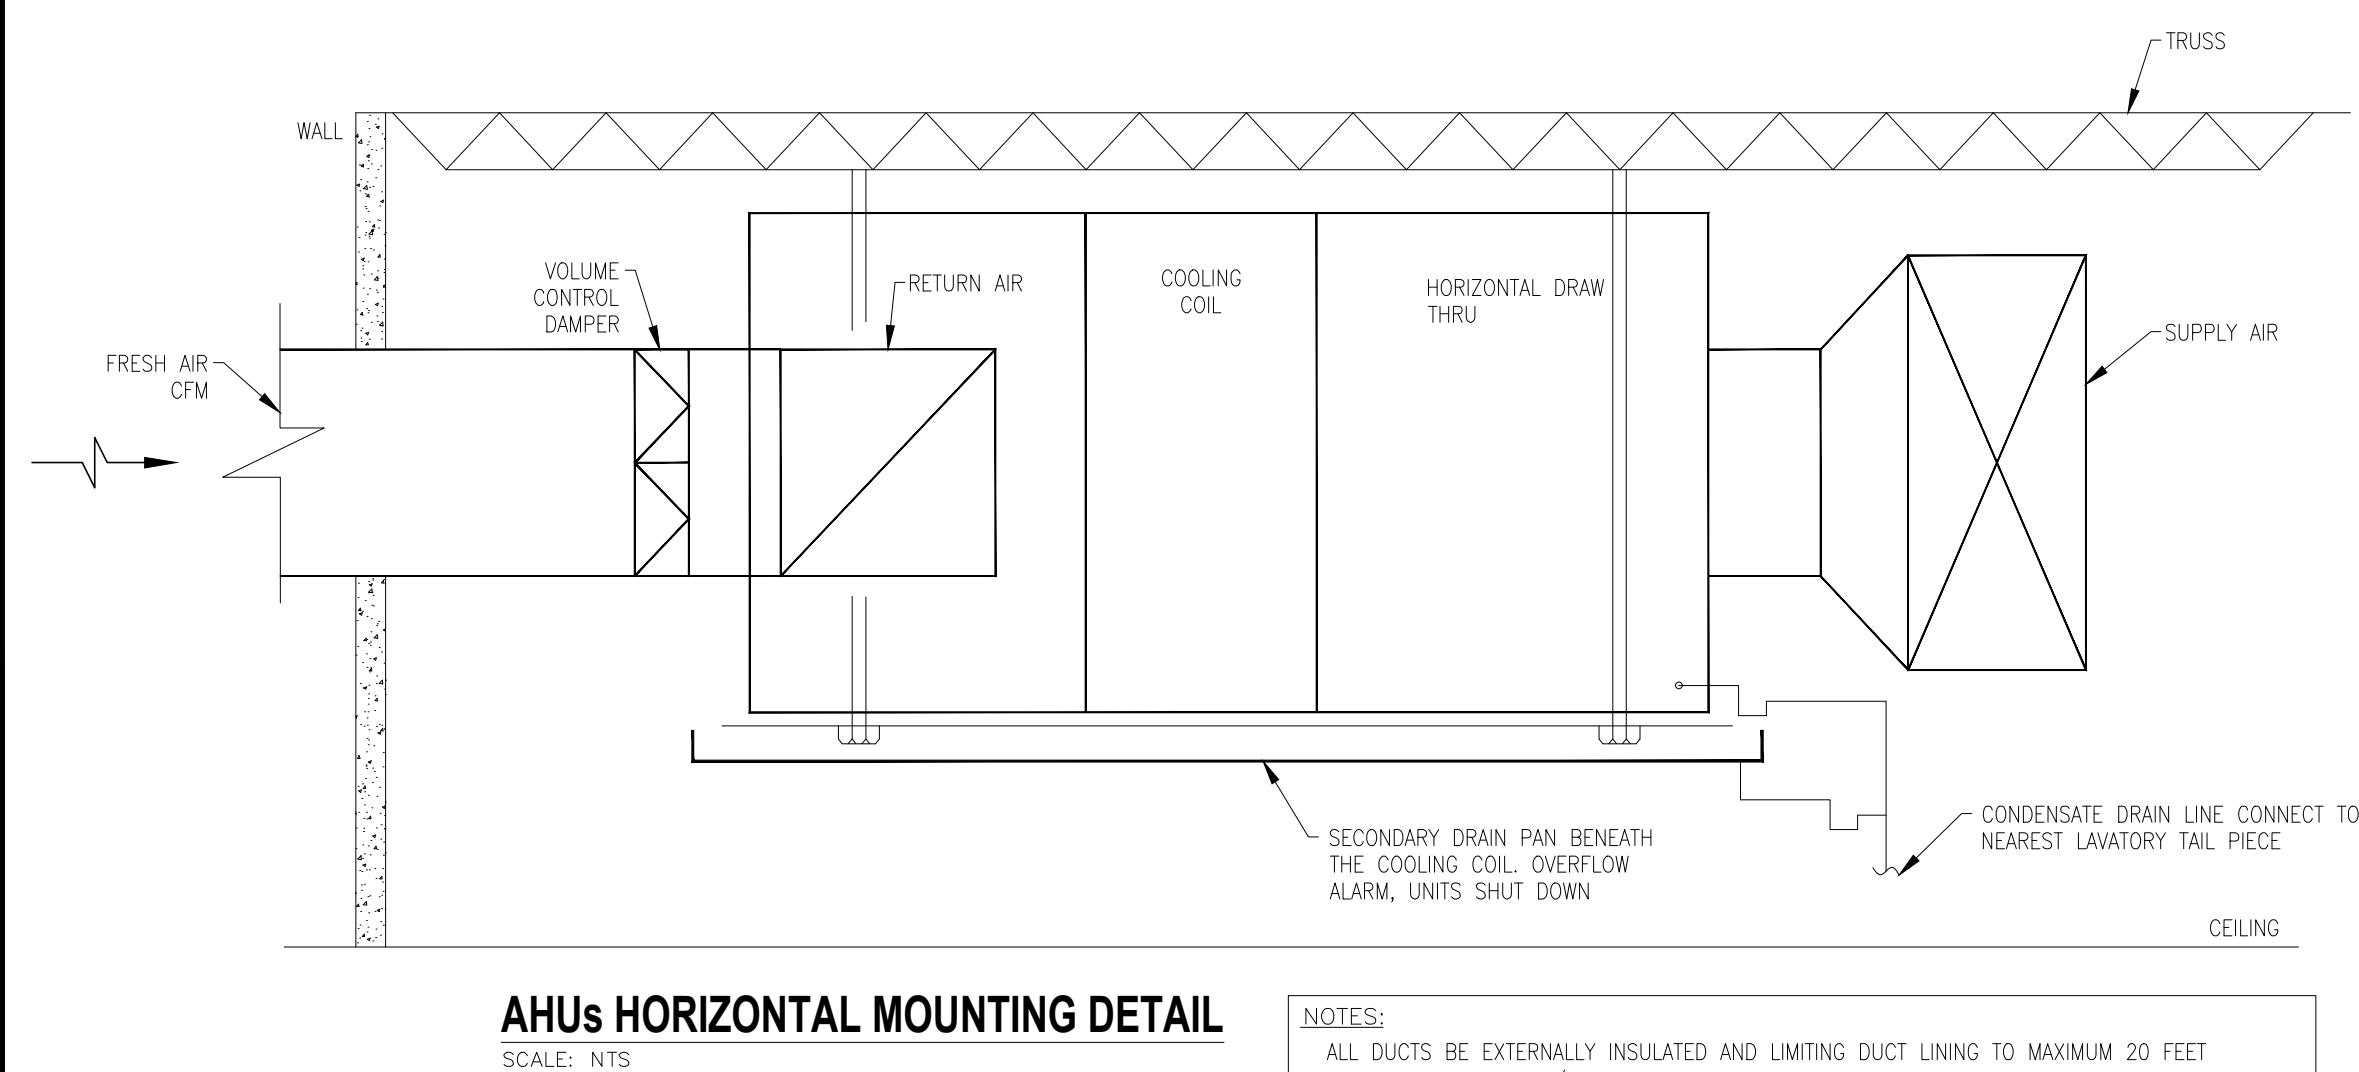 TRUSS
WALL
VOLUME
CONTROL
DAMPER
RETURN AIR
COOLING
COIL
HORIZONTAL DRAW
THRU
SUPPLY AIR
FRESH AIR
CFM
SECONDARY DRAIN PAN BENEATH
THE COOLING COIL. OVERFLOW
ALARM, UNITS SHUT DOWN
CONDENSATE DRAIN LINE CONNECT TO
NEAREST LAVATORY TAIL PIECE
CEILING
AHUs HORIZONTAL MOUNTING DETAIL
SCALE: NTS
NOTES:
ALL DUCTS BE EXTERNALLY INSULATED AND LIMITING DUCT LINING TO MAXIMUM 20 FEET